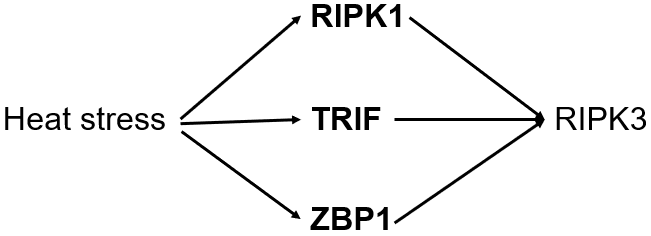 RIPK1
Heat stress
TRIF
RIPK3
ZBP1